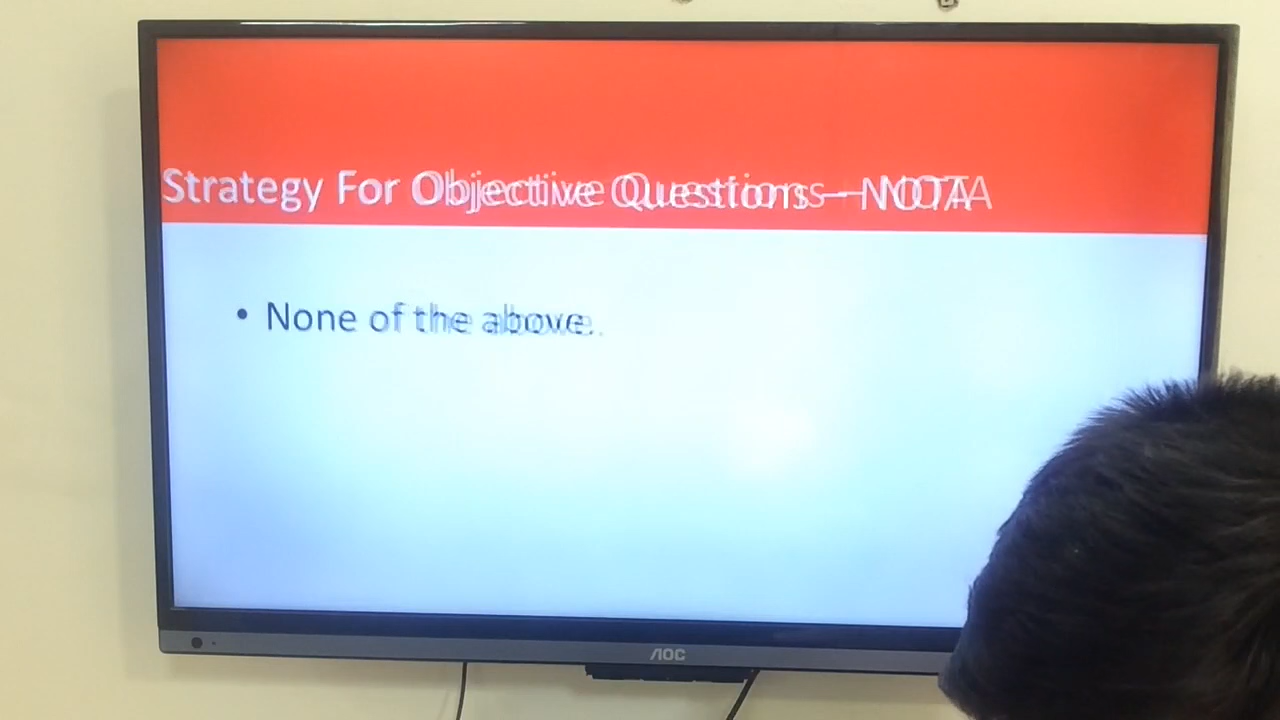 Strategy For Objective Questions – NOTA
• None of the above.
AOC